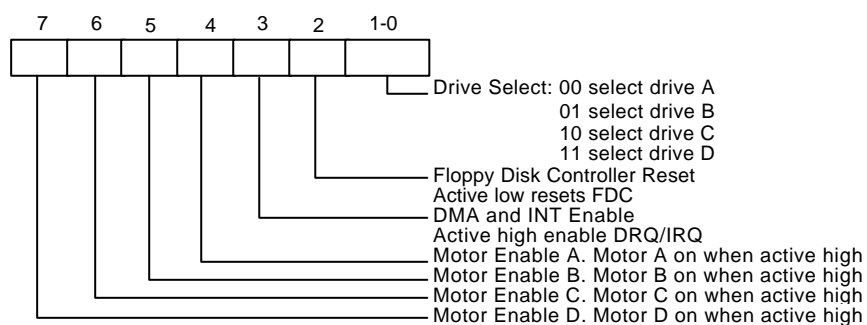 7 6 5 4 3 2 1-0
Drive Select: 00 select drive A
01 select drive B
10 select drive C
11 select drive D
Floppy Disk Controller Reset
Active low resets FDC
DMA and INT Enable
Active high enable DRQ/IRQ
Motor Enable A. Motor A on when active high
Motor Enable B. Motor B on when active high
Motor Enable C. Motor C on when active high
Motor Enable D. Motor D on when active high